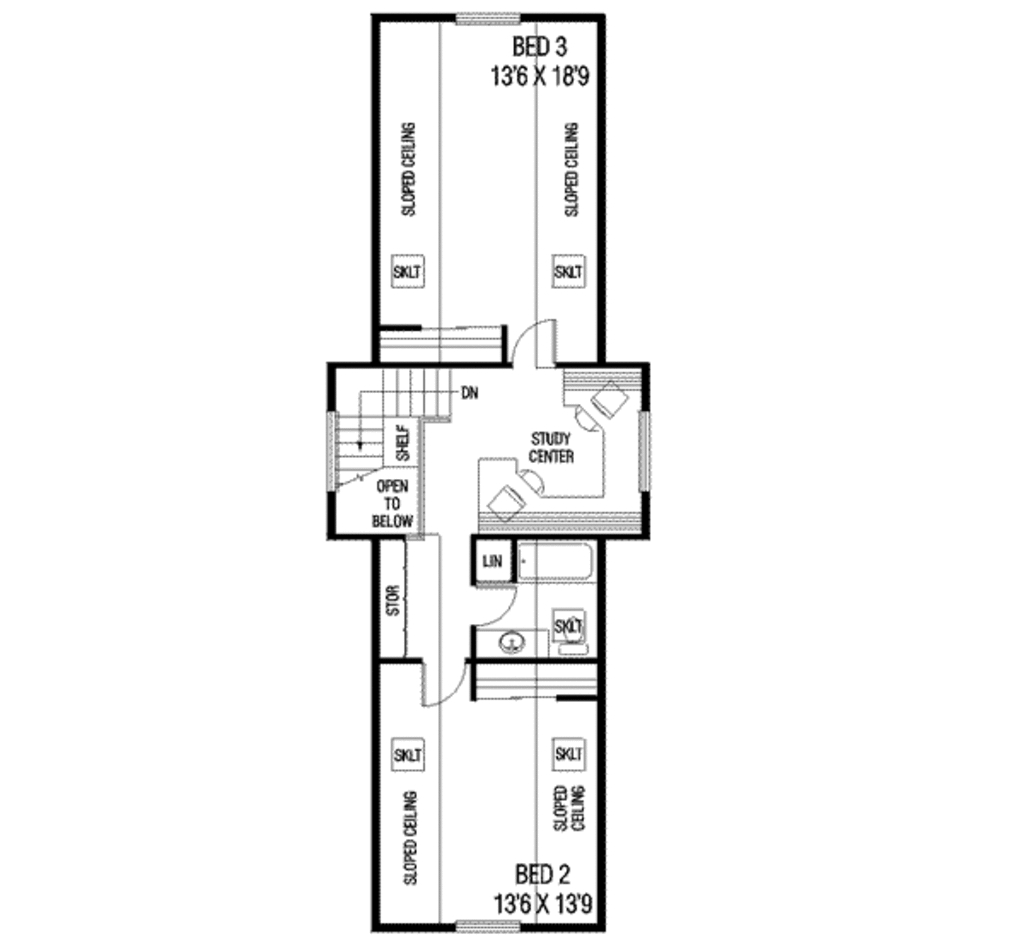 BED 3
13'6 X 18'9
SLOPED CEILING
SLOPED CEILING
SKLT
SKLT
DN
SHELF
STUDY
CENTER
OPEN
TO
BELOW
LIN
STOR
SKLT
SKLT
SKLT
SLOPED CEILING
SLOPED
CEILING
BED 2
13'6 X 13'9